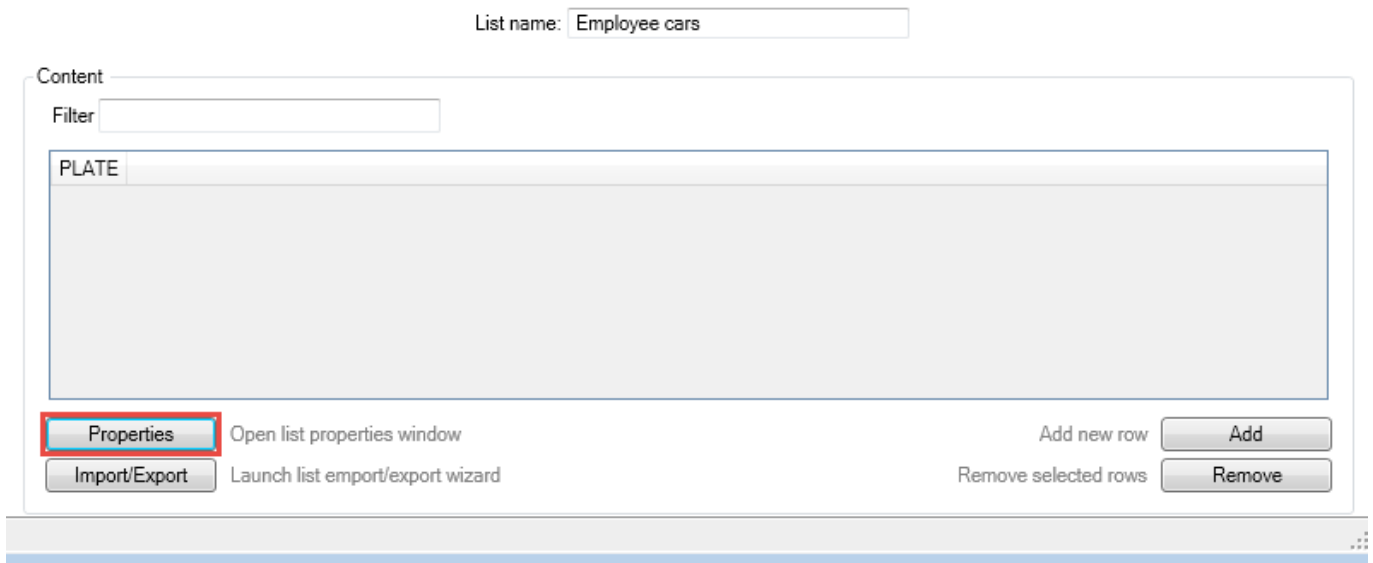 List name: Employee cars
Content
Filter
PLATE
Properties Open list properties window Add new row Add
Import/Export Launch list emport/export wizard Remove selected rows Remove